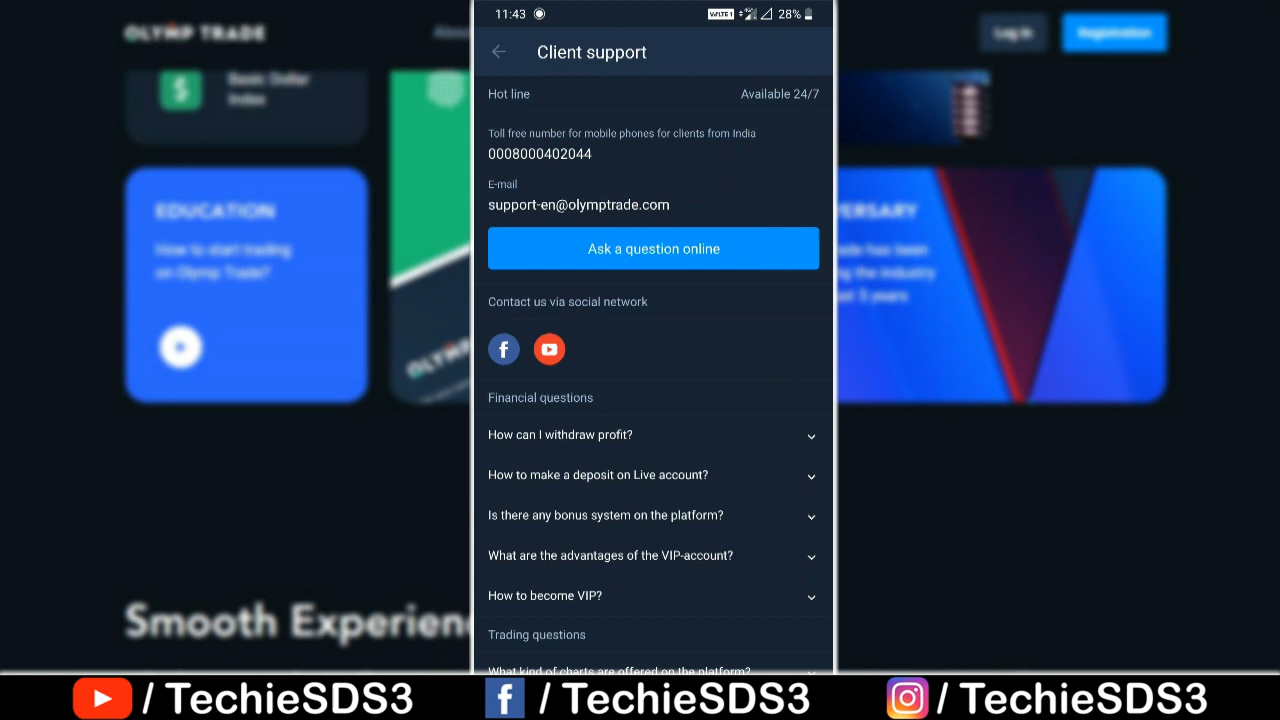 11:43
VoLTE 1
28%
OLYMP TRADE
Log in
Registration
Client support
Hot line
Available 24/7
Basic Dollar
Index
Toll free number for mobile phones for clients from India
0008000402044
E-mail
support-en@olymptrade.com
Ask a question online
EDUCATION
How to start trading
on Olymp Trade?
Contact us via social network
Financial questions
How can I withdraw profit?
How to make a deposit on Live account?
Is there any bonus system on the platform?
What are the advantages of the VIP-account?
How to become VIP?
Trading questions
What kind of charts are offered on the platform?
Smooth Experien
/ TechieSDS3
/ TechieSDS3
/ TechieSDS3